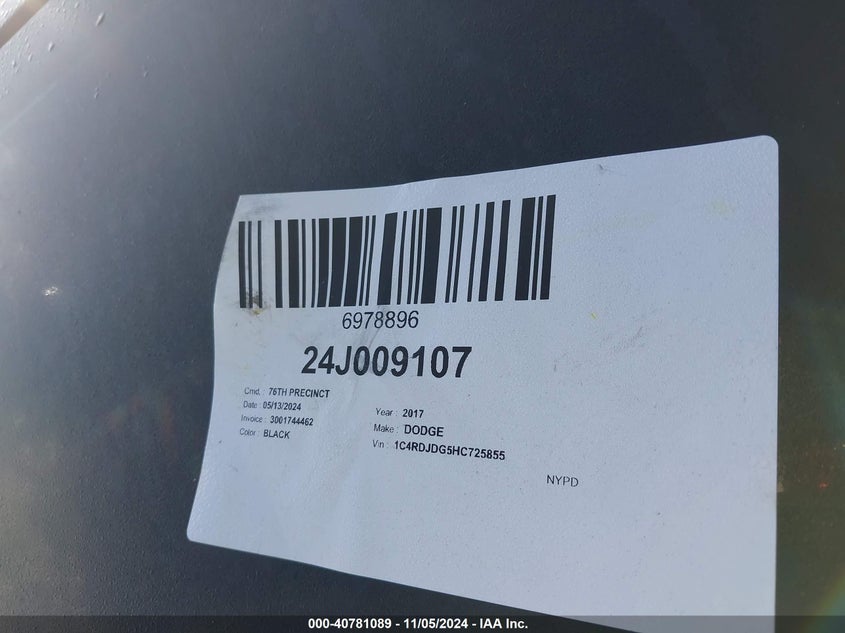 6978896
24J009107
Cmd. : 76TH PRECINCT
Date : 05/13/2024
Invoice : 3001744462
Color : BLACK
Year : 2017
Make : DODGE
Vin : 1C4RDJDG5HC725855
NYPD
000-40781089 - 11/05/2024 - IAA Inc.